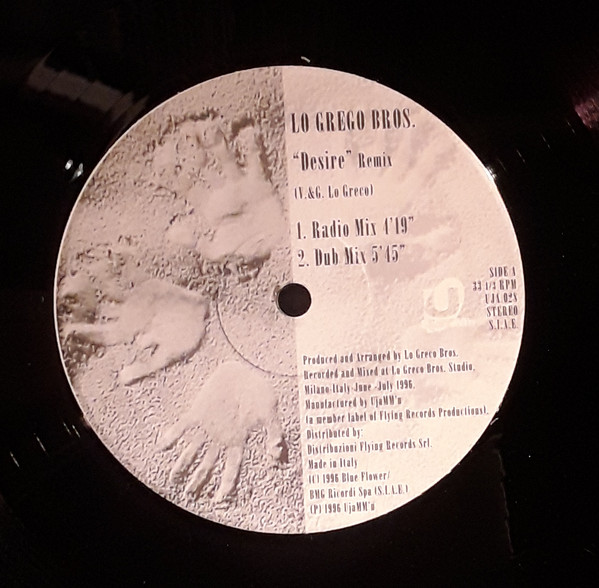 LO GREGO BROS.
"Desire" Remix
(V.&G. Lo Greco)
1. Radio Mix 4'19"
2. Dub Mix 5'45"
SIDE A
33 1/3 RPM
UJA 028
STEREO
S.I.A.E.
Produced and Arranged by Lo Greco Bros.
Recorded and Mixed at Lo Greco Bros. Studio,
Milano-Italy June-July 1996.
Manufactured by UjaMM'a
(a member label of Flying Records Productions).
Distributed by:
Distribuzioni Flying Records Srl.
Made in Italy
(C) 1996 Blue Flower/
BMG Ricordi Spa (S.I.A.E.)
(P) 1996 UjaMM'a